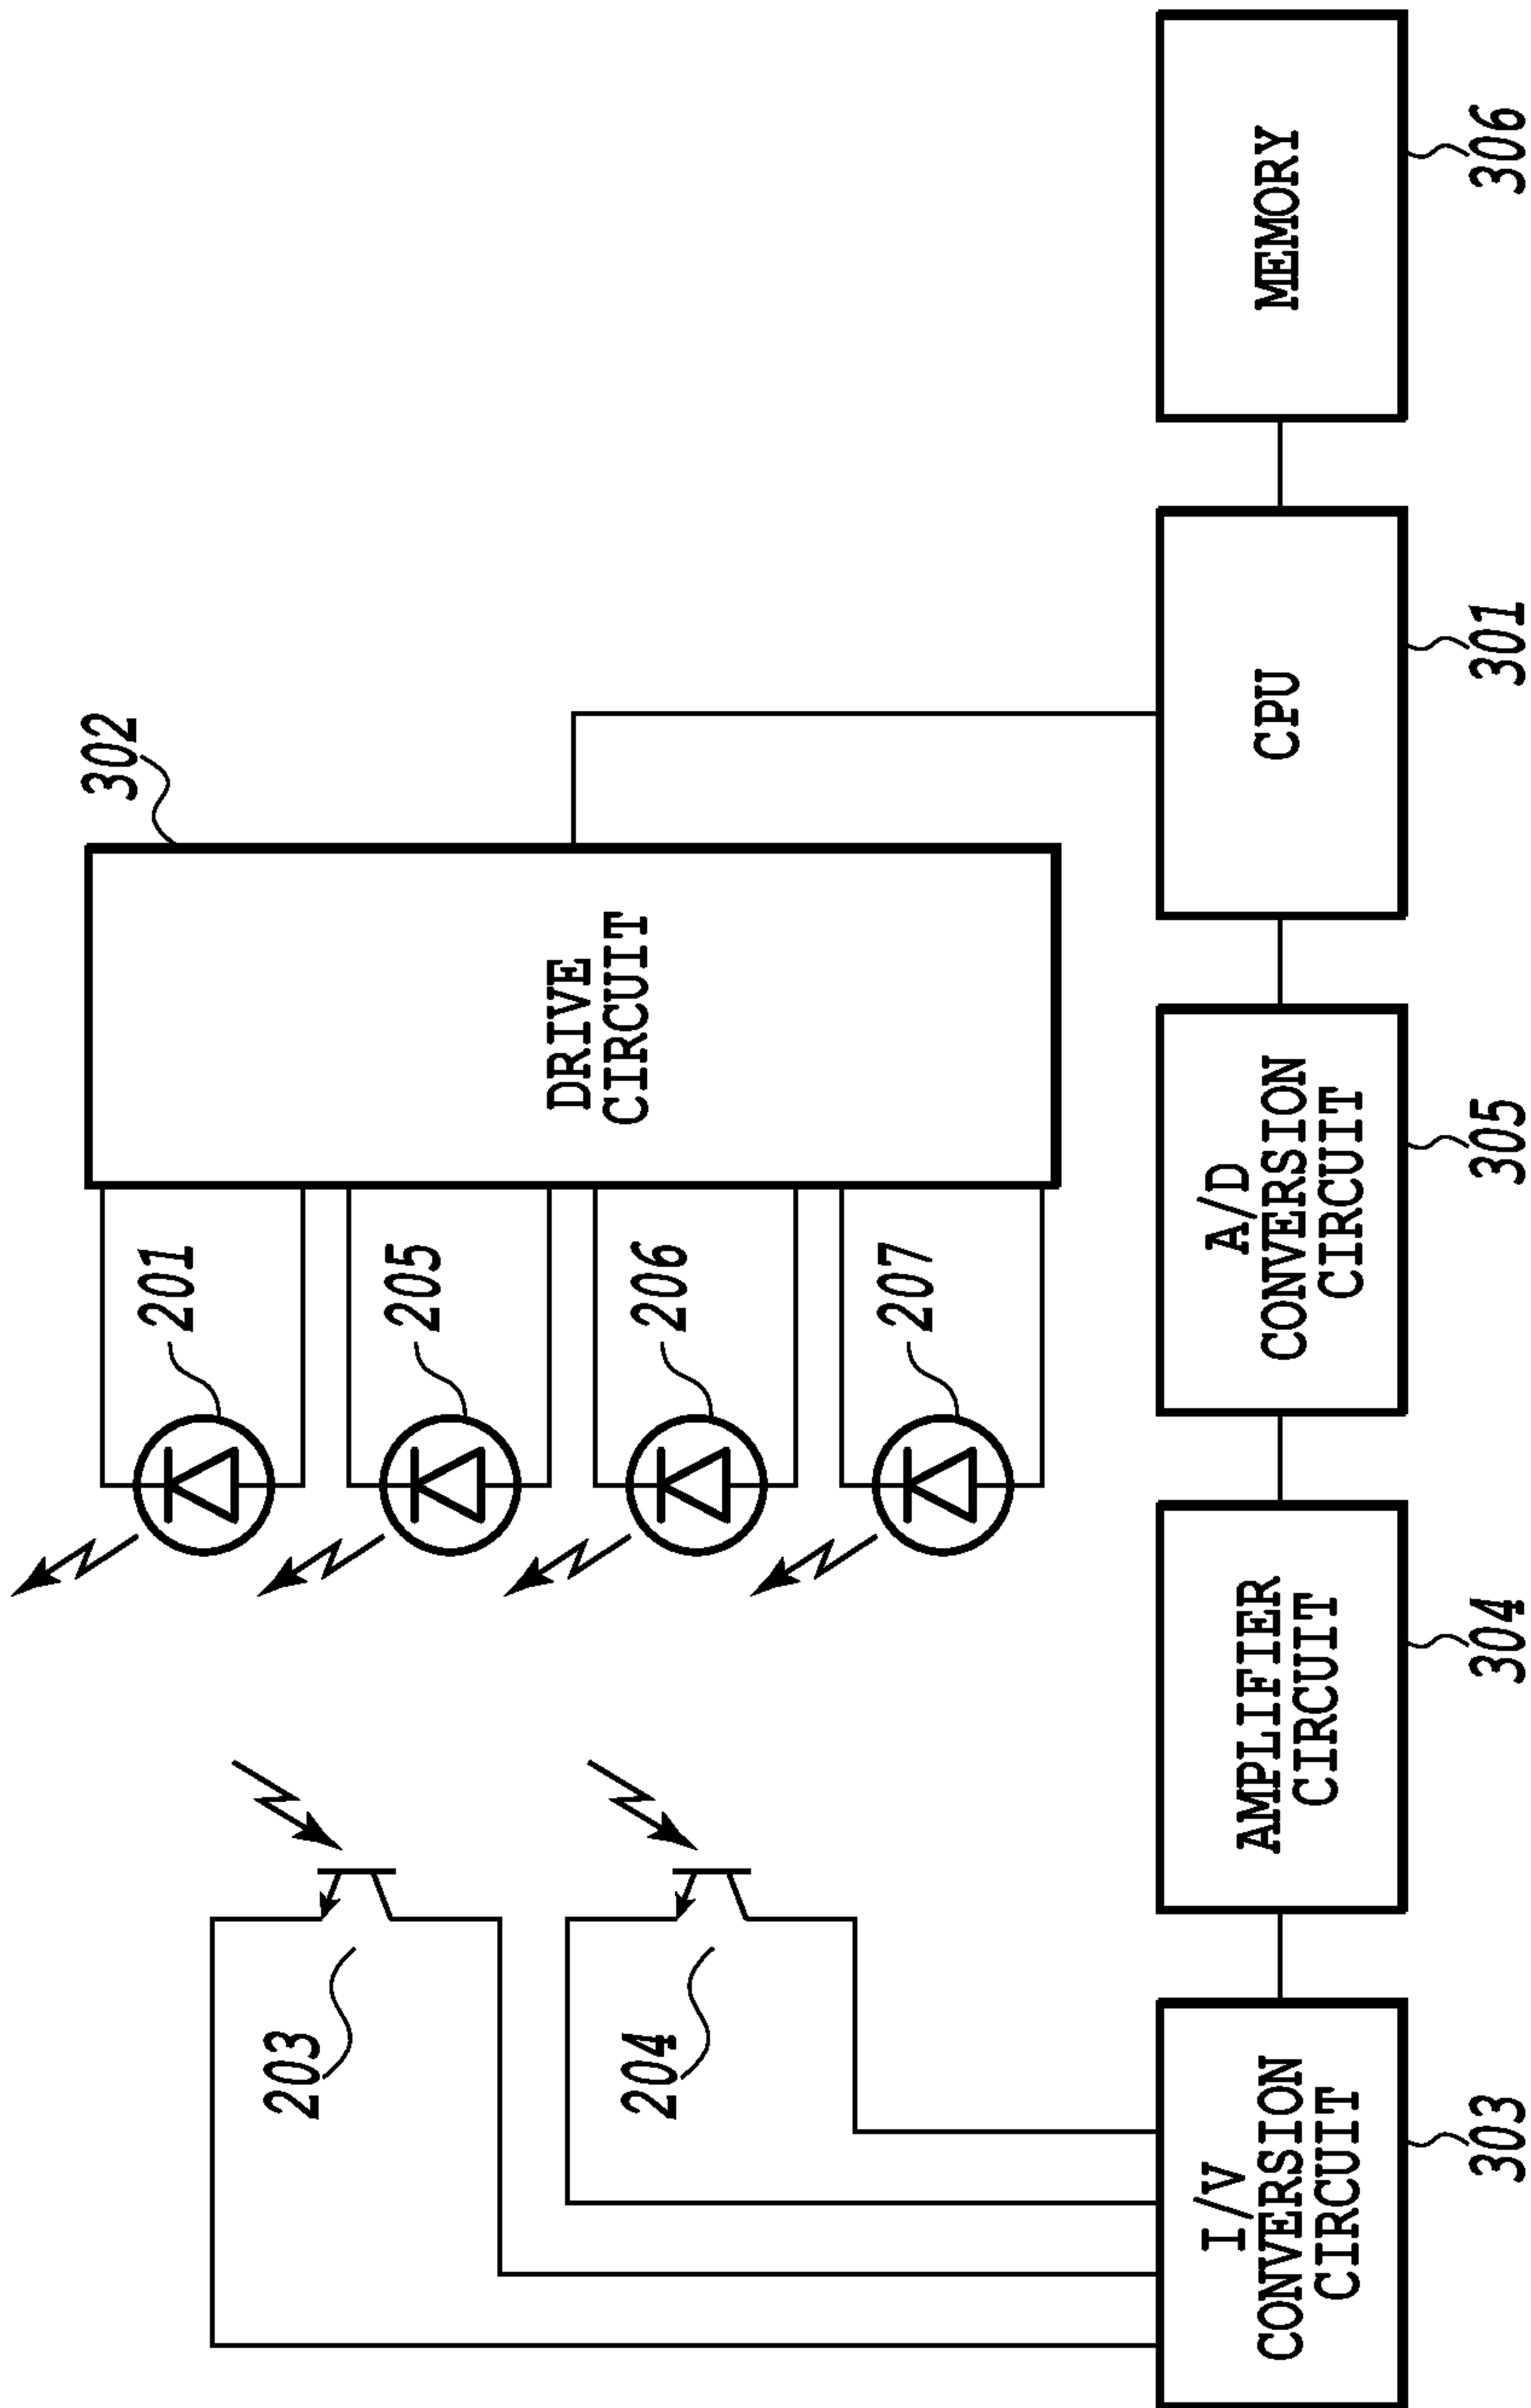 203
204
201
205
206
207
302
DRIVE
CIRCUIT
I/V
CONVERSION
CIRCUIT
AMPLIFIER
CIRCUIT
A/D
CONVERSION
CIRCUIT
CPU
MEMORY
303
304
305
301
306